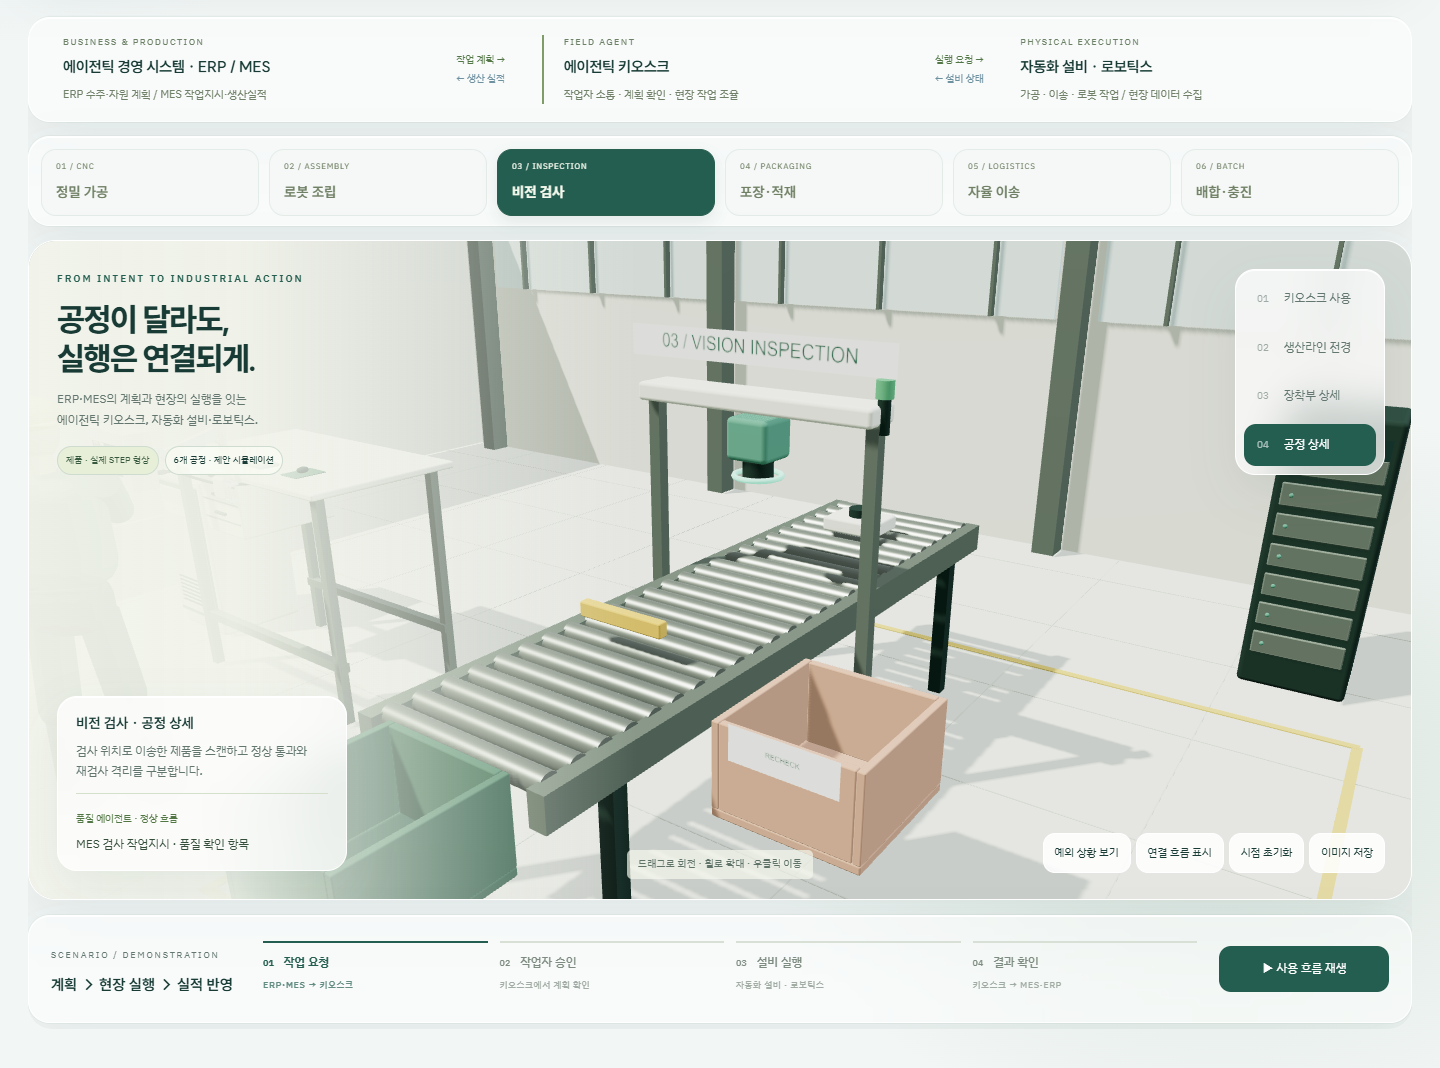 BUSINESS & PRODUCTION
에이전틱 경영 시스템 · ERP / MES
ERP 수주·자원 계획 / MES 작업지시·생산실적
작업 계획 →
← 생산 실적
FIELD AGENT
에이전틱 키오스크
작업자 소통 · 계획 확인 · 현장 작업 조율
실행 요청 →
← 설비 상태
PHYSICAL EXECUTION
자동화 설비 · 로보틱스
가공 · 이송 · 로봇 작업 / 현장 데이터 수집
01 / CNC
정밀 가공
02 / ASSEMBLY
로봇 조립
03 / INSPECTION
비전 검사
04 / PACKAGING
포장·적재
05 / LOGISTICS
자율 이송
06 / BATCH
배합·충진
FROM INTENT TO INDUSTRIAL ACTION
공정이 달라도,
실행은 연결되게.
ERP·MES의 계획과 현장의 실행을 잇는
에이전틱 키오스크, 자동화 설비·로보틱스.
제품 · 실제 STEP 형상
6개 공정 · 제안 시뮬레이션
03 / VISION INSPECTION
01 키오스크 사용
02 생산라인 전경
03 장착부 상세
04 공정 상세
RECHECK
비전 검사 · 공정 상세
검사 위치로 이송한 제품을 스캔하고 정상 통과와
재검사 격리를 구분합니다.
품질 에이전트 · 정상 흐름
MES 검사 작업지시 · 품질 확인 항목
드래그로 회전 · 휠로 확대 · 우클릭 이동
예외 상황 보기
연결 흐름 표시
시점 초기화
이미지 저장
SCENARIO / DEMONSTRATION
계획 > 현장 실행 > 실적 반영
01 작업 요청
ERP·MES → 키오스크
02 작업자 승인
키오스크에서 계획 확인
03 설비 실행
자동화 설비 · 로보틱스
04 결과 확인
키오스크 → MES·ERP
▶ 사용 흐름 재생